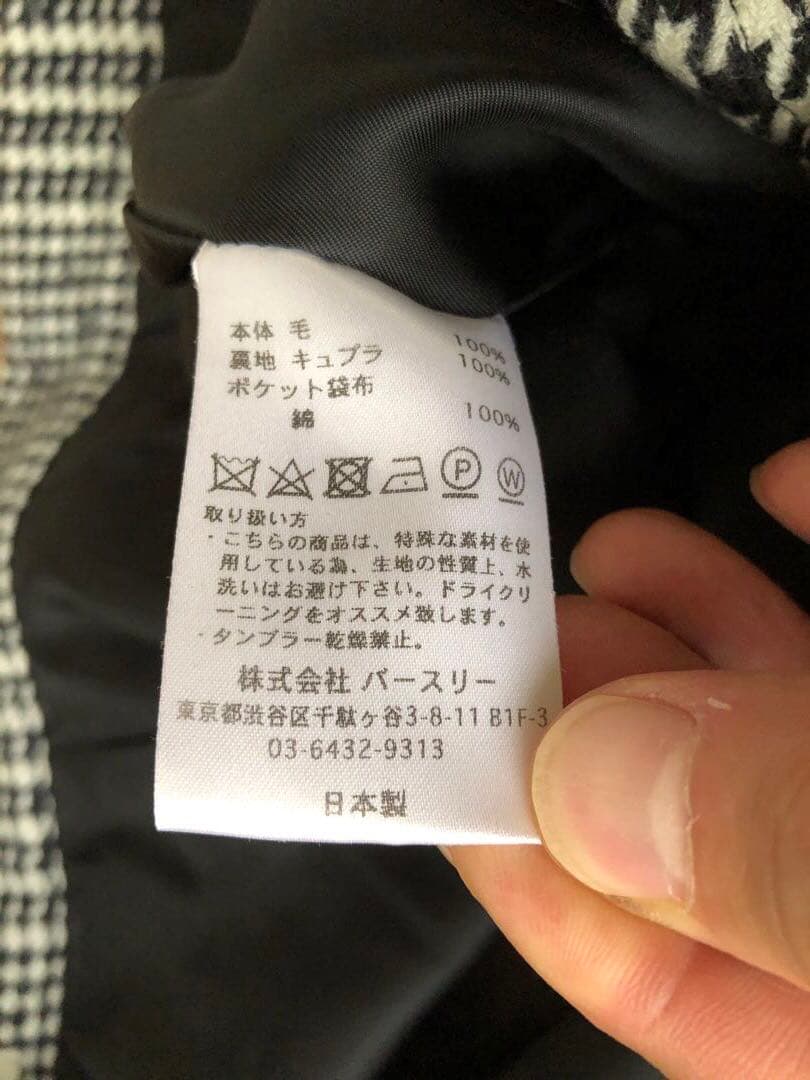 本体 毛 100%
裏地 キュプラ 100%
ポケット袋布
綿 100%
P W
取り扱い方
・こちらの商品は、特殊な素材を使
用している為、生地の性質上、水
洗いはお避け下さい。ドライクリ
ーニングをオススメ致します。
・タンブラー乾燥禁止。
株式会社 バースリー
東京都渋谷区千駄ヶ谷3-8-11 B1F-3
03-6432-9313
日本製